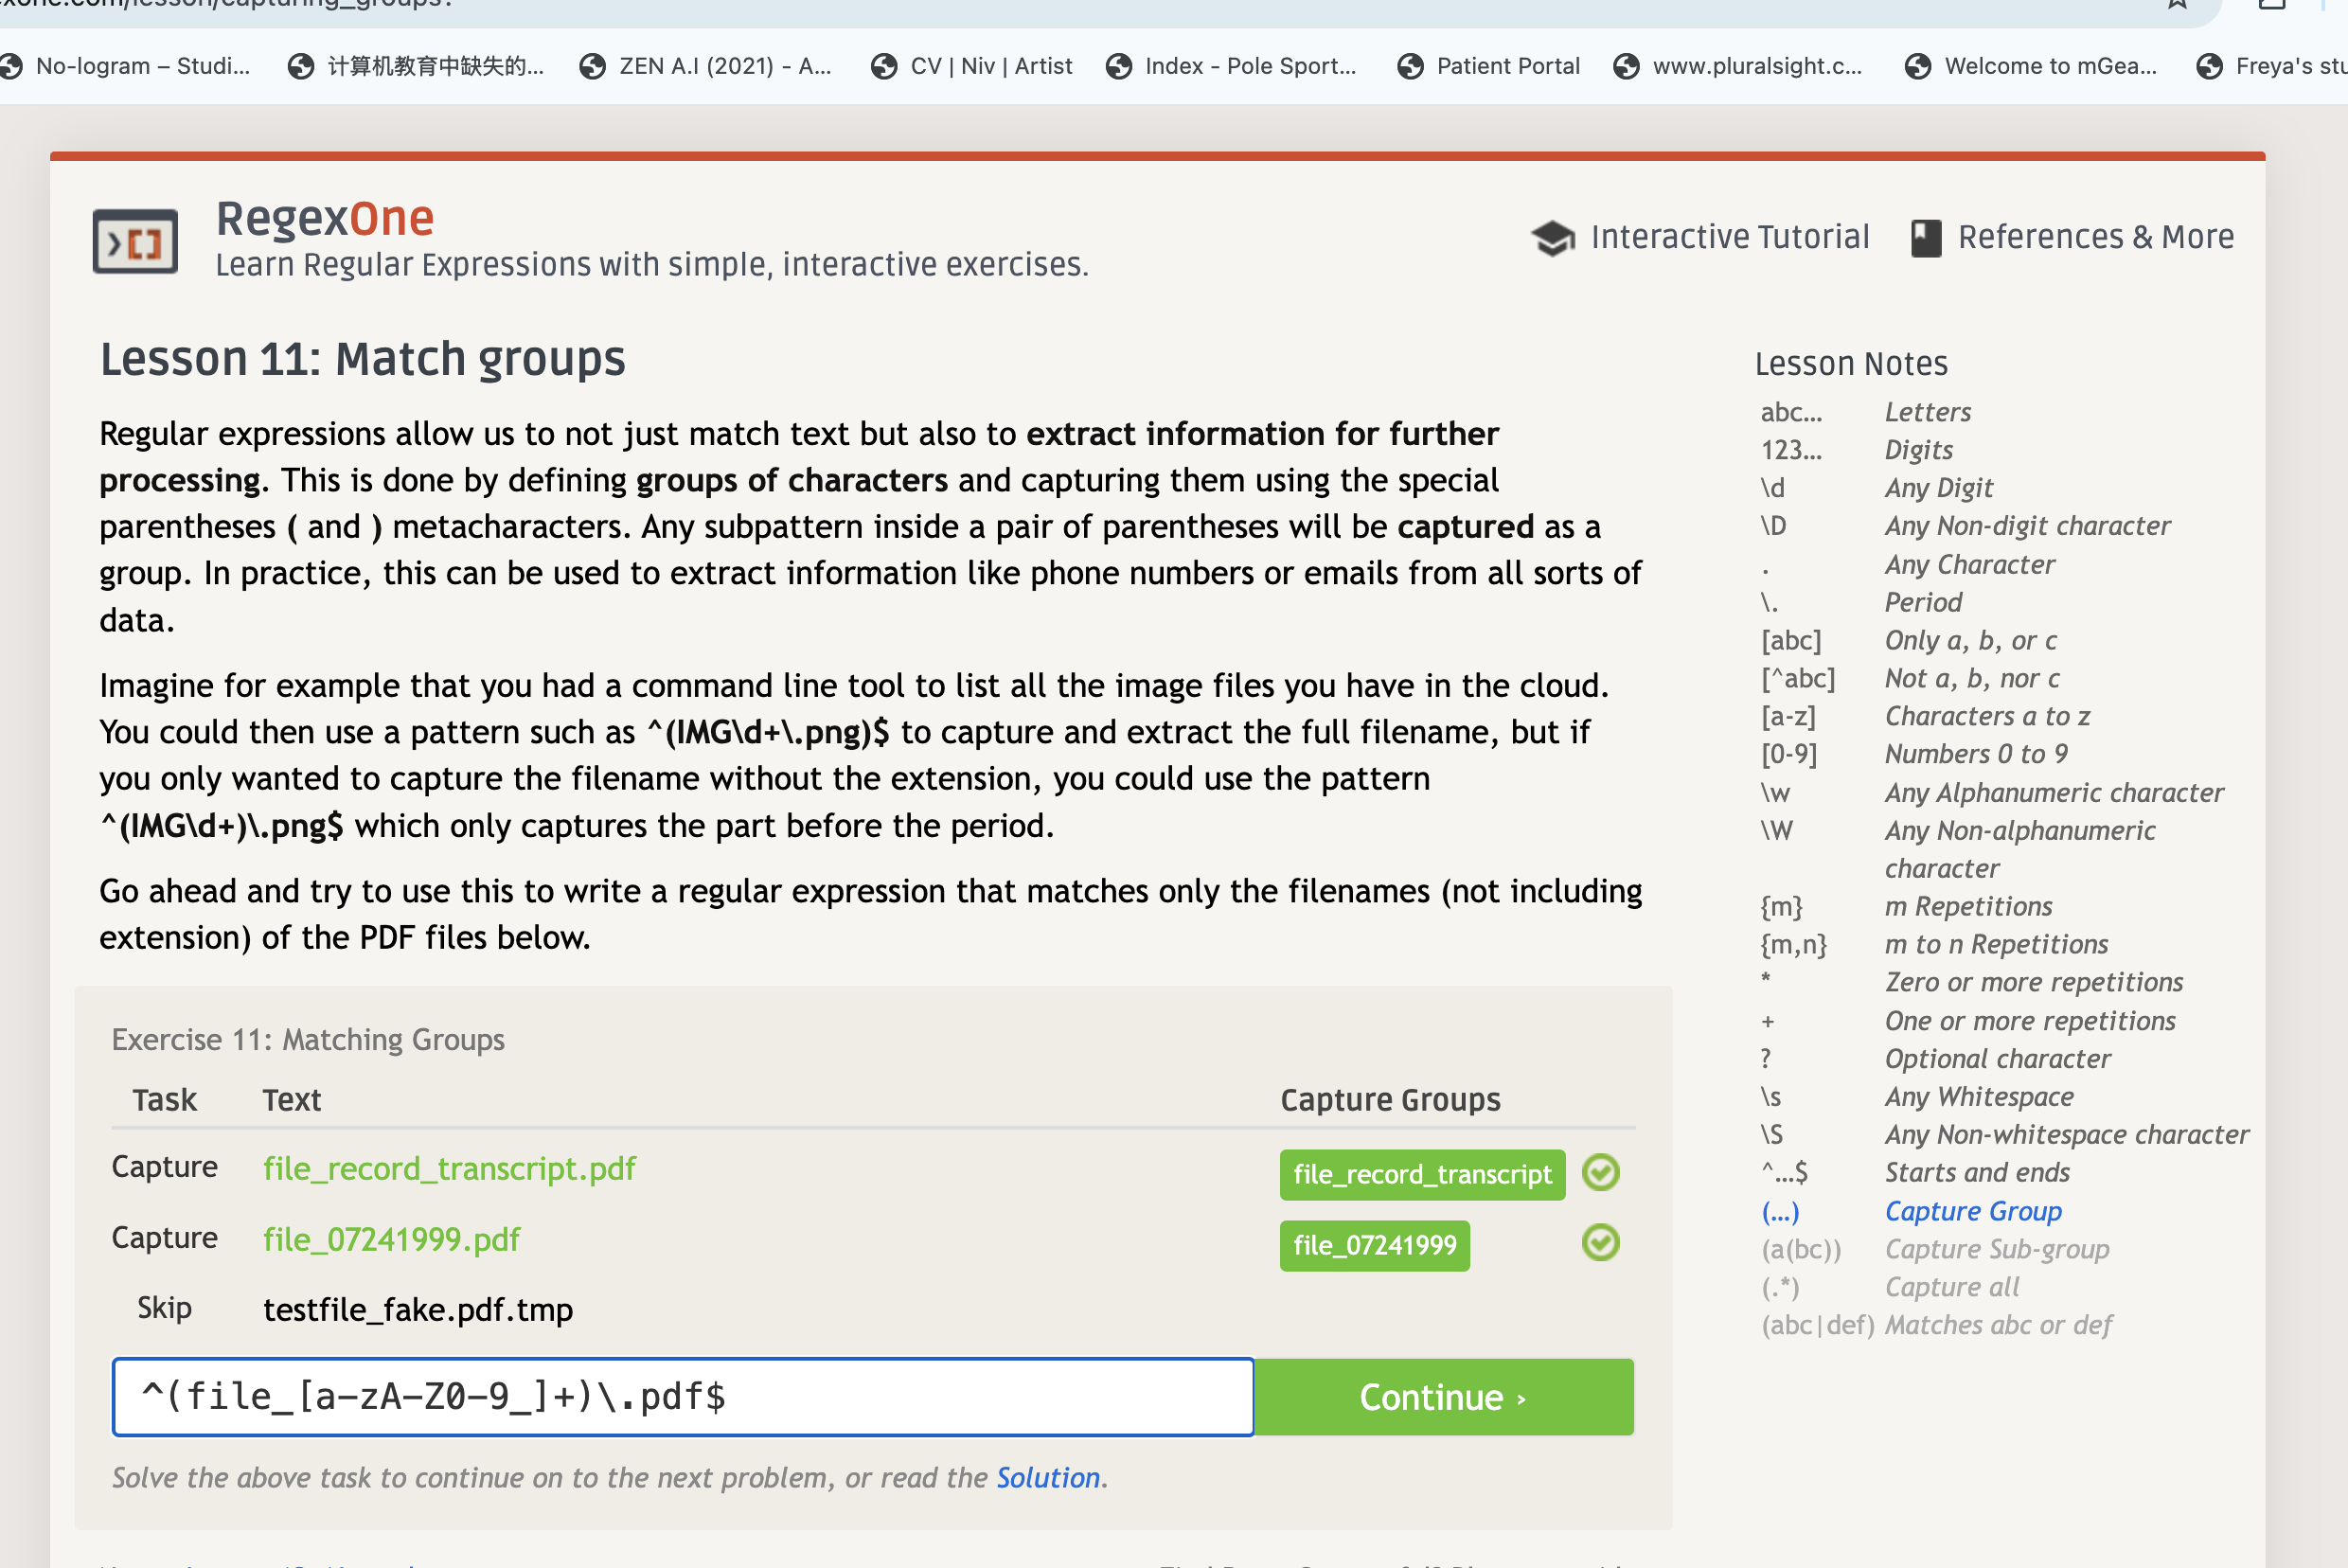 No-logram – Studi...
计算机教育中缺失的...
ZEN A.I (2021) - A...
CV | Niv | Artist
Index - Pole Sport...
Patient Portal
www.pluralsight.c...
Welcome to mGea...
Freya's stu
RegexOne
Learn Regular Expressions with simple, interactive exercises.
Interactive Tutorial
References & More
Lesson 11: Match groups
Regular expressions allow us to not just match text but also to extract information for further
processing. This is done by defining groups of characters and capturing them using the special
parentheses ( and ) metacharacters. Any subpattern inside a pair of parentheses will be captured as a
group. In practice, this can be used to extract information like phone numbers or emails from all sorts of
data.
Imagine for example that you had a command line tool to list all the image files you have in the cloud.
You could then use a pattern such as ^(IMG\d+\.png)$ to capture and extract the full filename, but if
you only wanted to capture the filename without the extension, you could use the pattern
^(IMG\d+)\.png$ which only captures the part before the period.
Go ahead and try to use this to write a regular expression that matches only the filenames (not including
extension) of the PDF files below.
Exercise 11: Matching Groups
Task Text Capture Groups
Capture file_record_transcript.pdf file_record_transcript
Capture file_07241999.pdf file_07241999
Skip testfile_fake.pdf.tmp
^(file_[a-zA-Z0-9_]+)\.pdf$
Continue ›
Solve the above task to continue on to the next problem, or read the Solution.
Lesson Notes
abc... Letters
123... Digits
\d Any Digit
\D Any Non-digit character
. Any Character
\. Period
[abc] Only a, b, or c
[^abc] Not a, b, nor c
[a-z] Characters a to z
[0-9] Numbers 0 to 9
\w Any Alphanumeric character
\W Any Non-alphanumeric
character
{m} m Repetitions
{m,n} m to n Repetitions
* Zero or more repetitions
+ One or more repetitions
? Optional character
\s Any Whitespace
\S Any Non-whitespace character
^...$ Starts and ends
(...) Capture Group
(a(bc)) Capture Sub-group
(.*) Capture all
(abc|def) Matches abc or def